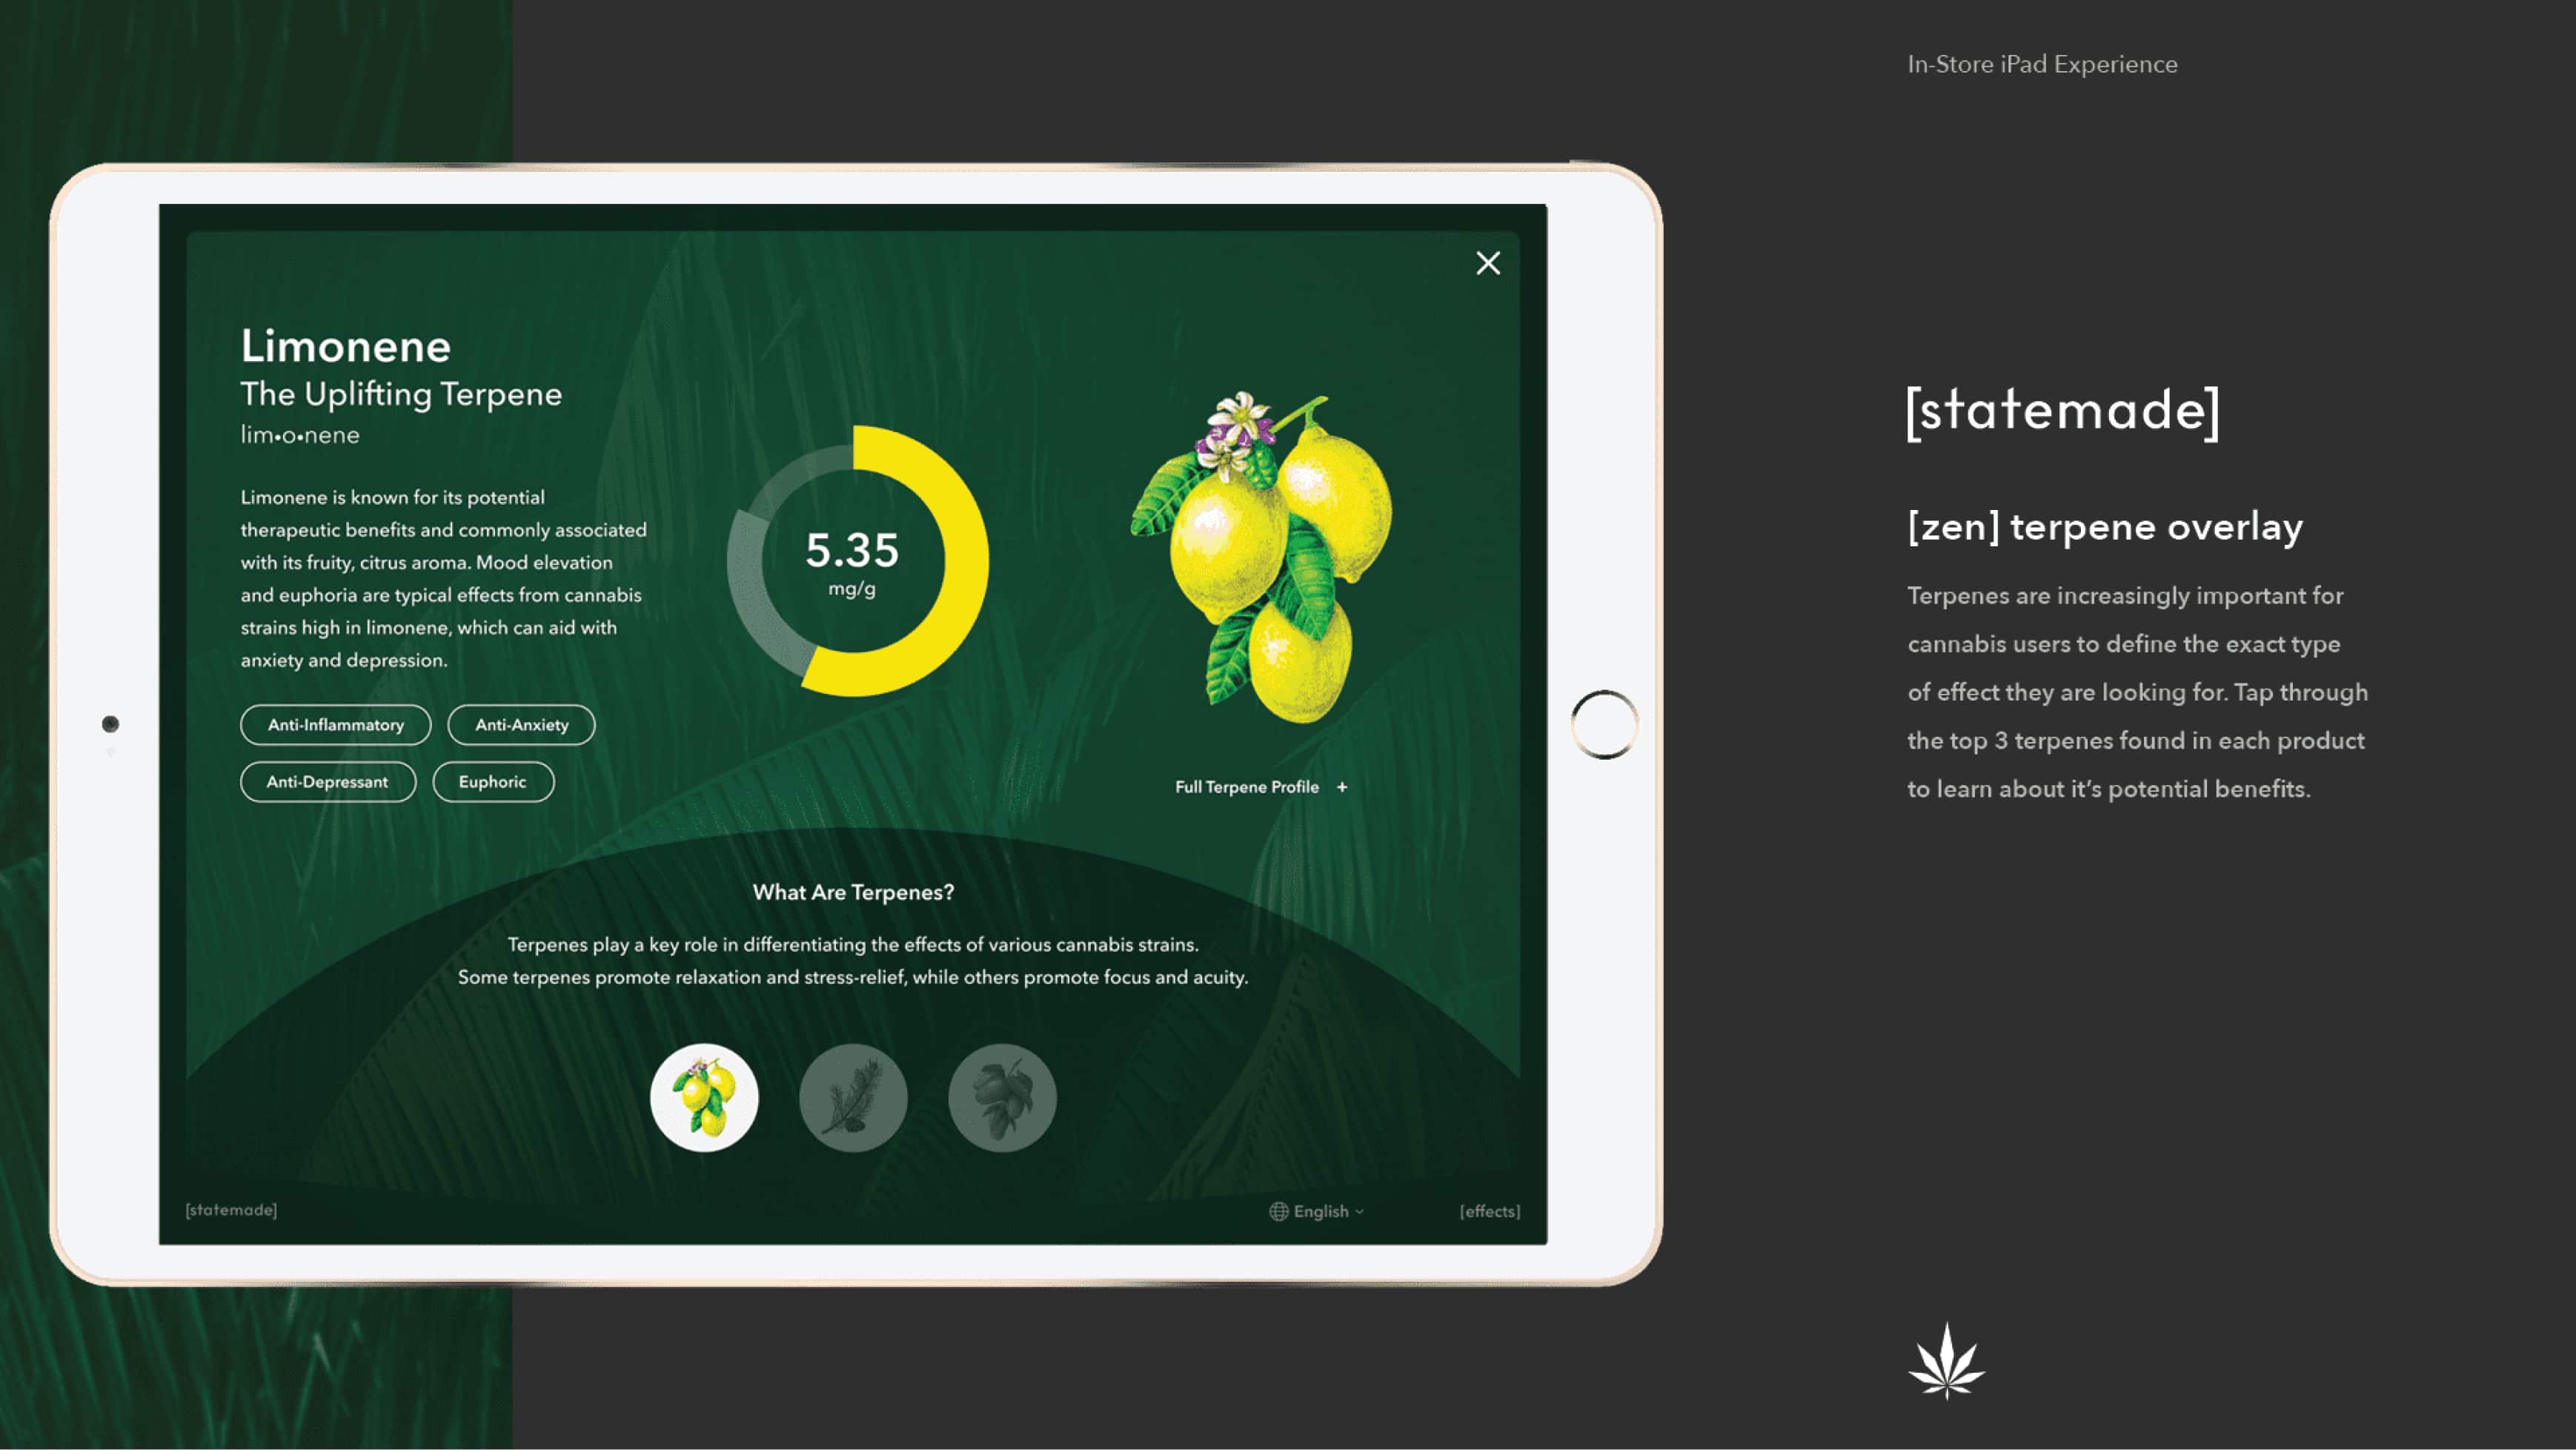 In-Store iPad Experience
Limonene
The Uplifting Terpene
lim•o•nene
Limonene is known for its potential
therapeutic benefits and commonly associated
with its fruity, citrus aroma. Mood elevation
and euphoria are typical effects from cannabis
strains high in limonene, which can aid with
anxiety and depression.
Anti-Inflammatory
Anti-Anxiety
Anti-Depressant
Euphoric
5.35
mg/g
Full Terpene Profile +
What Are Terpenes?
Terpenes play a key role in differentiating the effects of various cannabis strains.
Some terpenes promote relaxation and stress-relief, while others promote focus and acuity.
[statemade]
English
[effects]
[statemade]
[zen] terpene overlay
Terpenes are increasingly important for
cannabis users to define the exact type
of effect they are looking for. Tap through
the top 3 terpenes found in each product
to learn about it’s potential benefits.